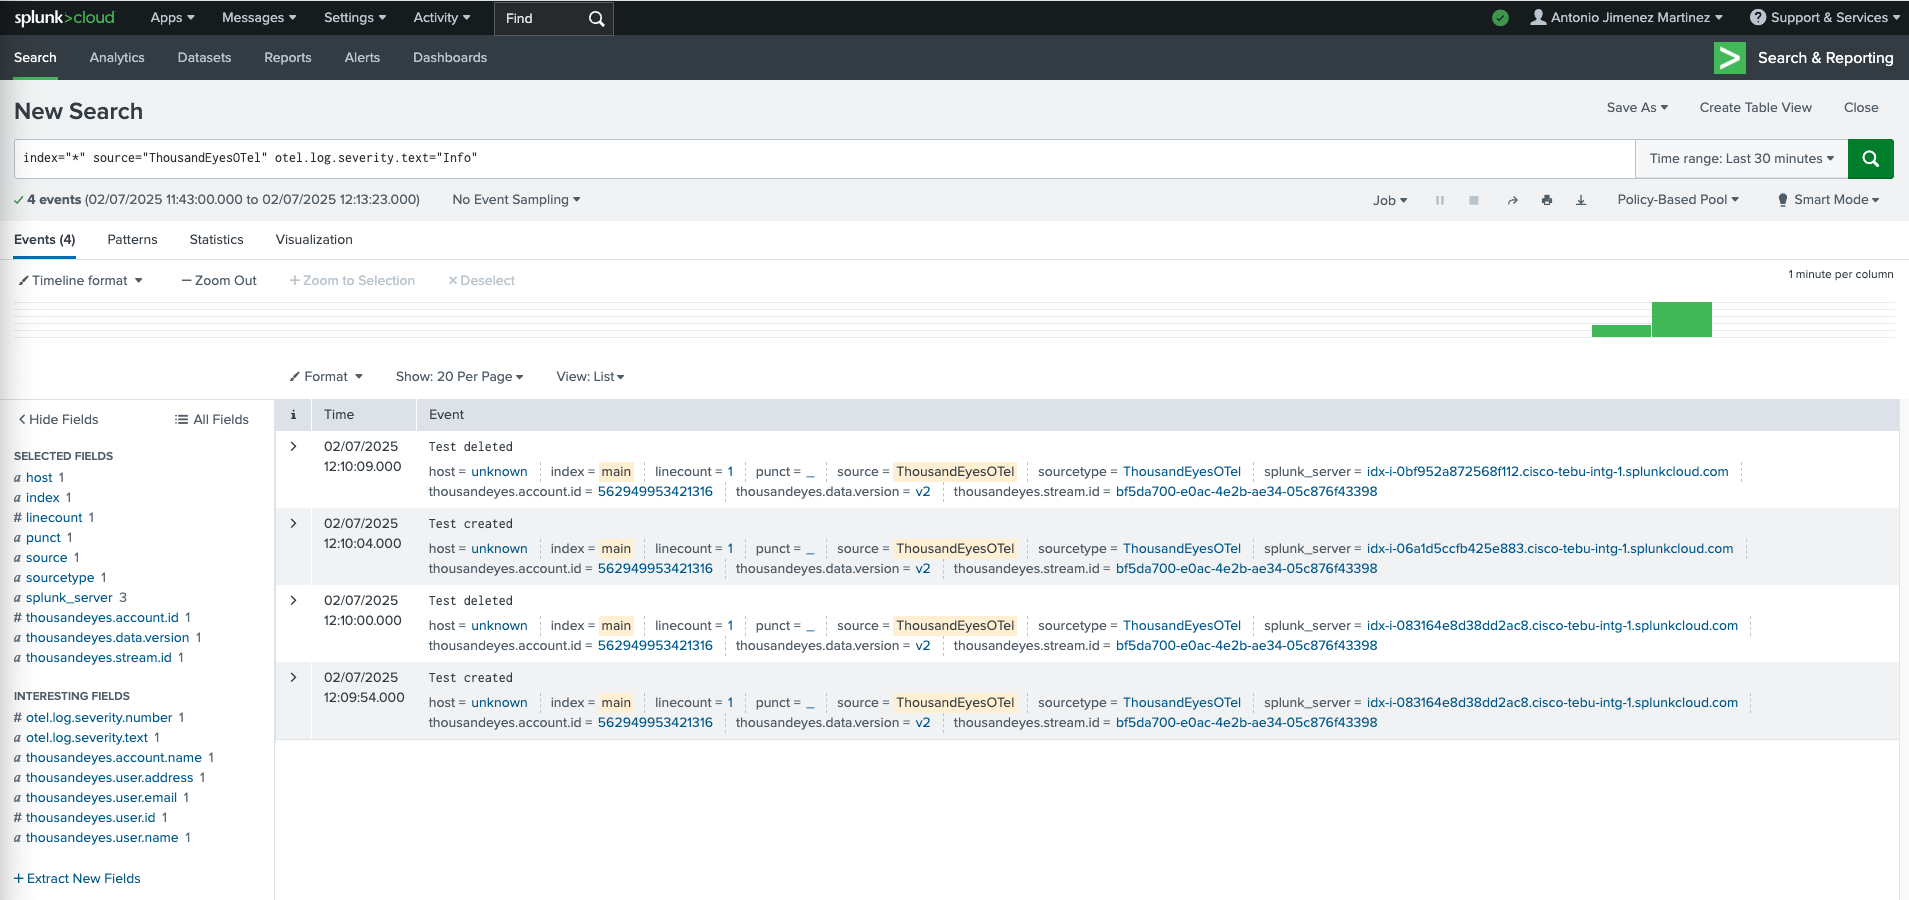 splunk>cloud Apps Messages Settings Activity Find Antonio Jimenez Martinez Support & Services
Search Analytics Datasets Reports Alerts Dashboards Search & Reporting
New Search Save As Create Table View Close
index="*" source="ThousandEyesOTel" otel.log.severity.text="Info" Time range: Last 30 minutes
4 events (02/07/2025 11:43:00.000 to 02/07/2025 12:13:23.000) No Event Sampling Job Policy-Based Pool Smart Mode
Events (4) Patterns Statistics Visualization
Timeline format Zoom Out Zoom to Selection Deselect 1 minute per column
Format Show: 20 Per Page View: List
Hide Fields All Fields
SELECTED FIELDS
a host 1
a index 1
# linecount 1
a punct 1
a source 1
a sourcetype 1
a splunk_server 3
# thousandeyes.account.id 1
a thousandeyes.data.version 1
a thousandeyes.stream.id 1
INTERESTING FIELDS
# otel.log.severity.number 1
a otel.log.severity.text 1
a thousandeyes.account.name 1
a thousandeyes.user.address 1
a thousandeyes.user.email 1
# thousandeyes.user.id 1
a thousandeyes.user.name 1
+ Extract New Fields
i Time Event
02/07/2025 Test deleted
12:10:09.000 host = unknown index = main linecount = 1 punct = _ source = ThousandEyesOTel sourcetype = ThousandEyesOTel splunk_server = idx-i-0bf952a872568f112.cisco-tebu-intg-1.splunkcloud.com
thousandeyes.account.id = 562949953421316 thousandeyes.data.version = v2 thousandeyes.stream.id = bf5da700-e0ac-4e2b-ae34-05c876f43398
02/07/2025 Test created
12:10:04.000 host = unknown index = main linecount = 1 punct = _ source = ThousandEyesOTel sourcetype = ThousandEyesOTel splunk_server = idx-i-06a1d5ccfb425e883.cisco-tebu-intg-1.splunkcloud.com
thousandeyes.account.id = 562949953421316 thousandeyes.data.version = v2 thousandeyes.stream.id = bf5da700-e0ac-4e2b-ae34-05c876f43398
02/07/2025 Test deleted
12:10:00.000 host = unknown index = main linecount = 1 punct = _ source = ThousandEyesOTel sourcetype = ThousandEyesOTel splunk_server = idx-i-083164e8d38dd2ac8.cisco-tebu-intg-1.splunkcloud.com
thousandeyes.account.id = 562949953421316 thousandeyes.data.version = v2 thousandeyes.stream.id = bf5da700-e0ac-4e2b-ae34-05c876f43398
02/07/2025 Test created
12:09:54.000 host = unknown index = main linecount = 1 punct = _ source = ThousandEyesOTel sourcetype = ThousandEyesOTel splunk_server = idx-i-083164e8d38dd2ac8.cisco-tebu-intg-1.splunkcloud.com
thousandeyes.account.id = 562949953421316 thousandeyes.data.version = v2 thousandeyes.stream.id = bf5da700-e0ac-4e2b-ae34-05c876f43398